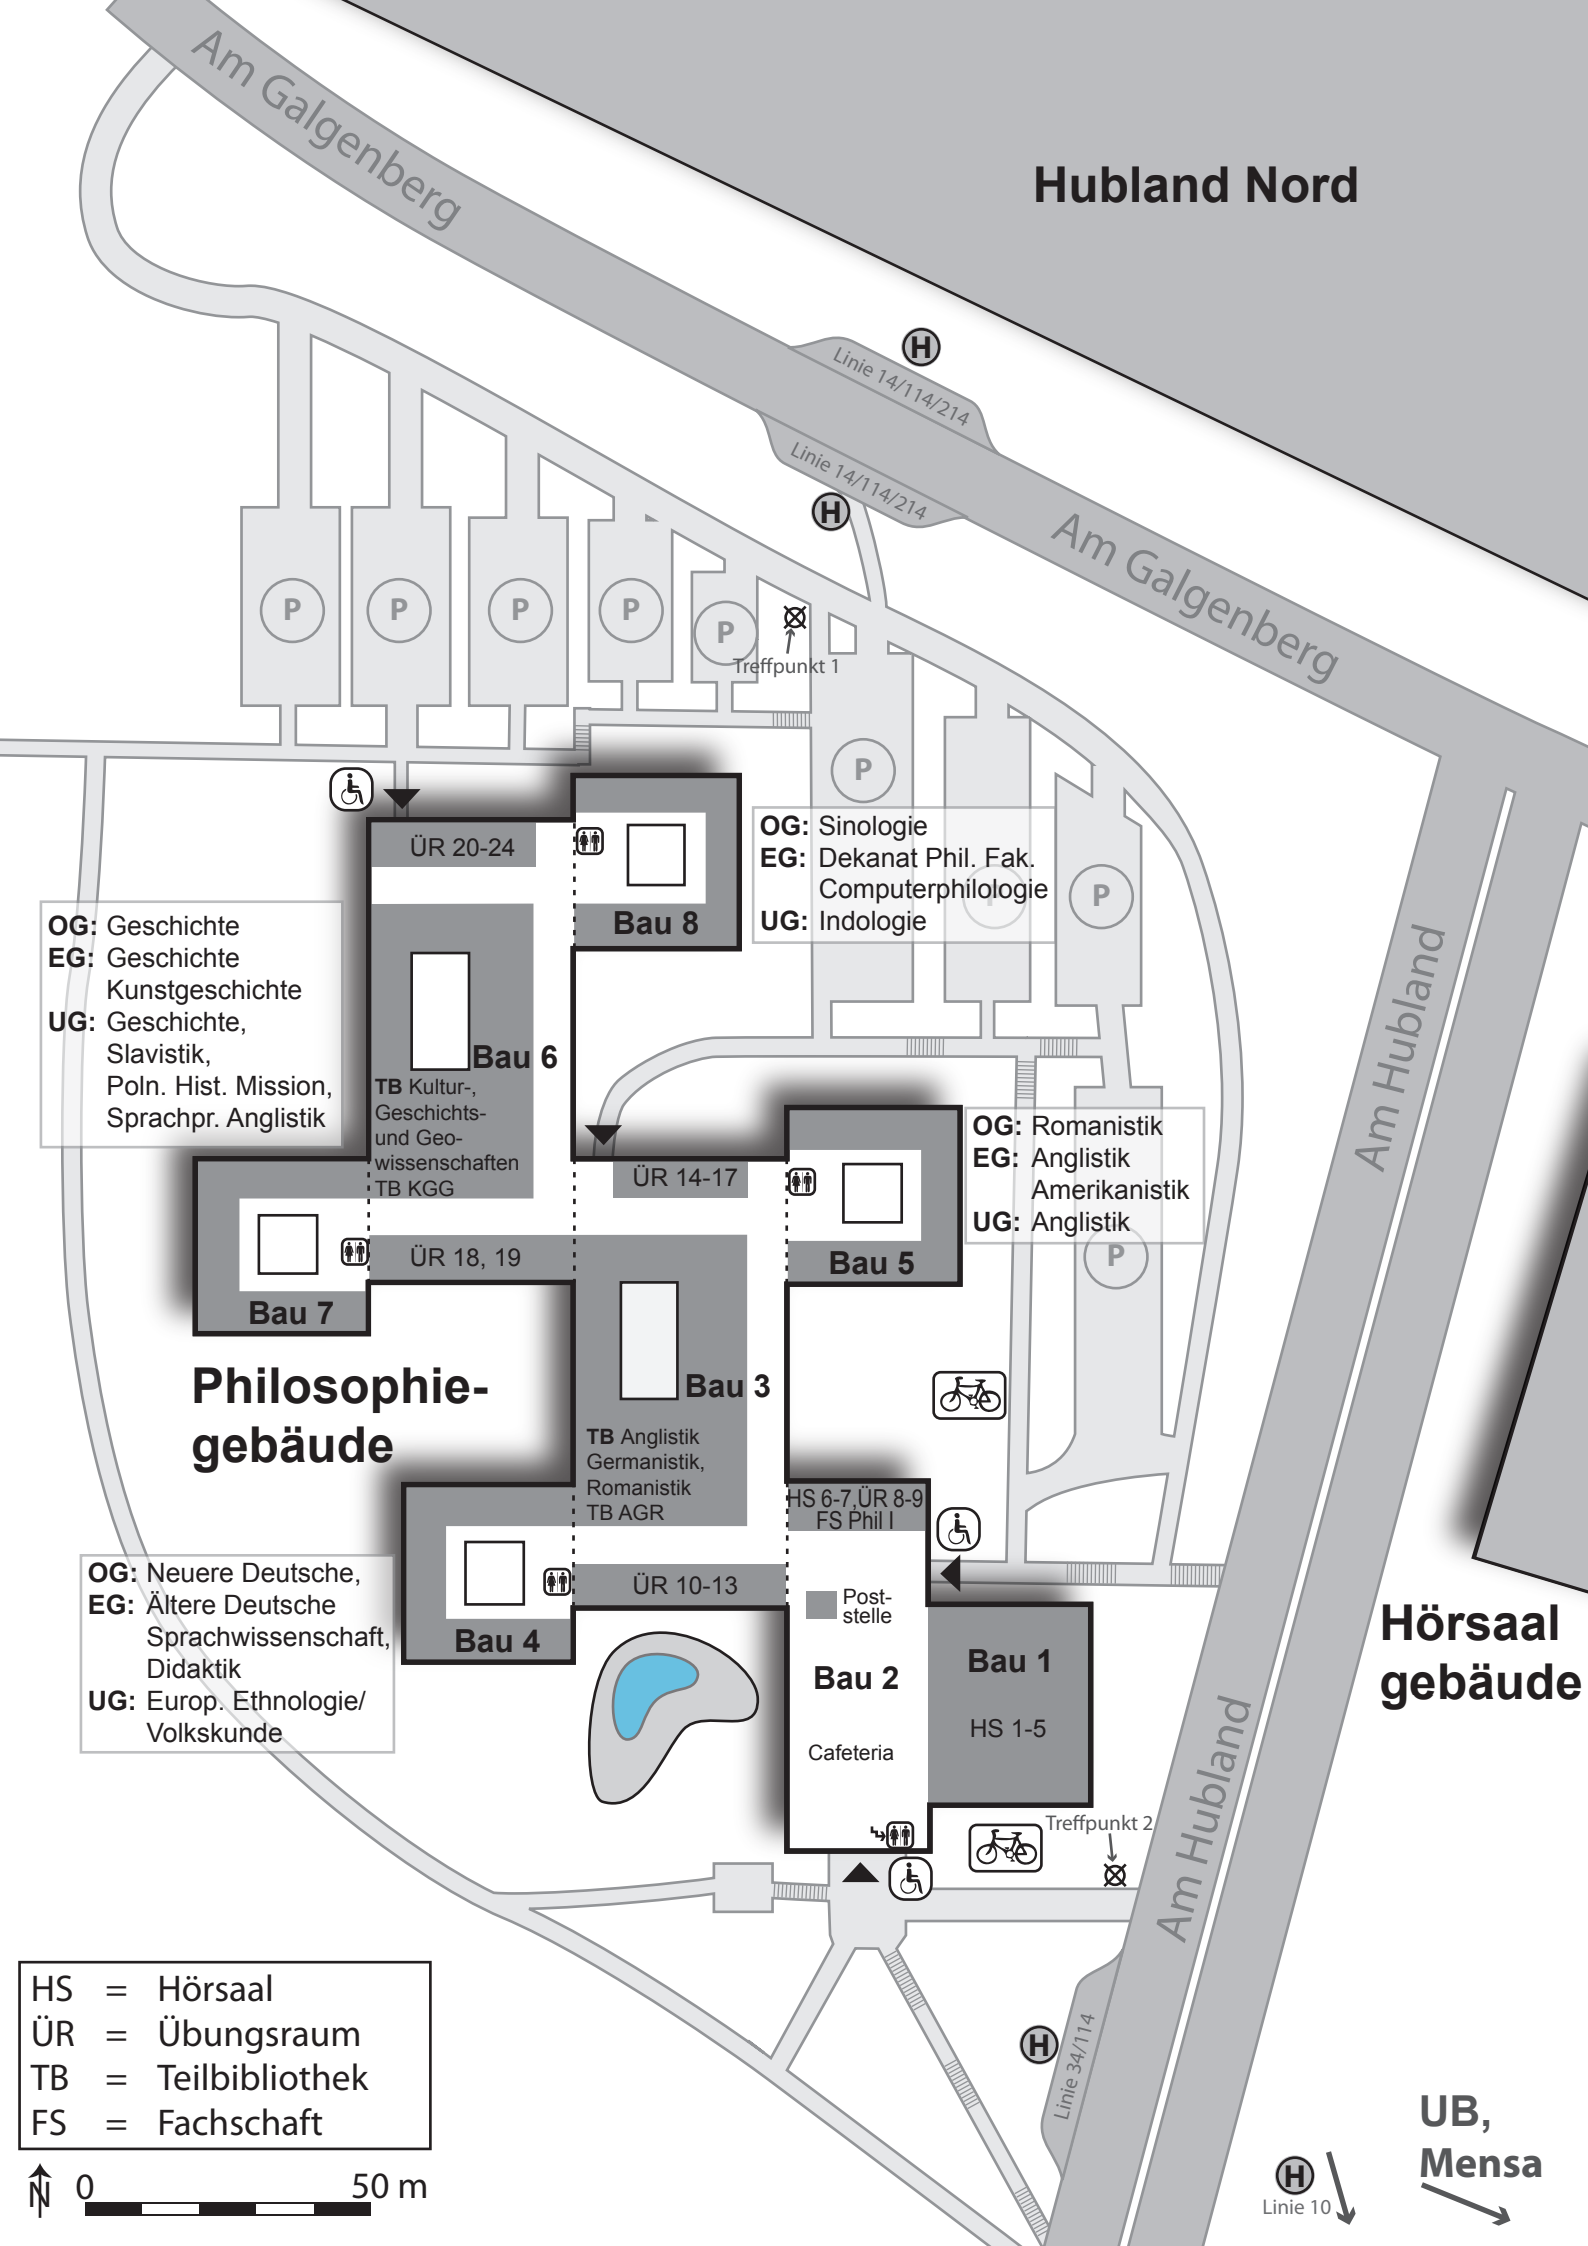 Am Galgenberg
Hubland Nord
H
Linie 14/114/214
Linie 14/114/214
H
Am Galgenberg
P
P
P
P
P
Treffpunkt 1
P
ÜR 20-24
Bau 8
OG: Sinologie
EG: Dekanat Phil. Fak.
Computerphilologie
UG: Indologie
P
P
OG: Geschichte
EG: Geschichte
Kunstgeschichte
UG: Geschichte,
Slavistik,
Poln. Hist. Mission,
Sprachpr. Anglistik
Bau 6
TB Kultur-,
Geschichts-
und Geo-
wissenschaften
TB KGG
Am Hubland
ÜR 14-17
OG: Romanistik
EG: Anglistik
Amerikanistik
UG: Anglistik
P
Bau 5
ÜR 18, 19
Bau 7
Philosophie-
gebäude
Bau 3
TB Anglistik
Germanistik,
Romanistik
TB AGR
HS 6-7,ÜR 8-9
FS Phil I
ÜR 10-13
Bau 4
OG: Neuere Deutsche,
EG: Ältere Deutsche
Sprachwissenschaft,
Didaktik
UG: Europ. Ethnologie/
Volkskunde
Post-
stelle
Bau 2
Cafeteria
Bau 1
HS 1-5
Hörsaal
gebäude
Am Hubland
Treffpunkt 2
H
Linie 34/114
HS = Hörsaal
ÜR = Übungsraum
TB = Teilbibliothek
FS = Fachschaft
N
0 50 m
UB,
Mensa
H
Linie 10